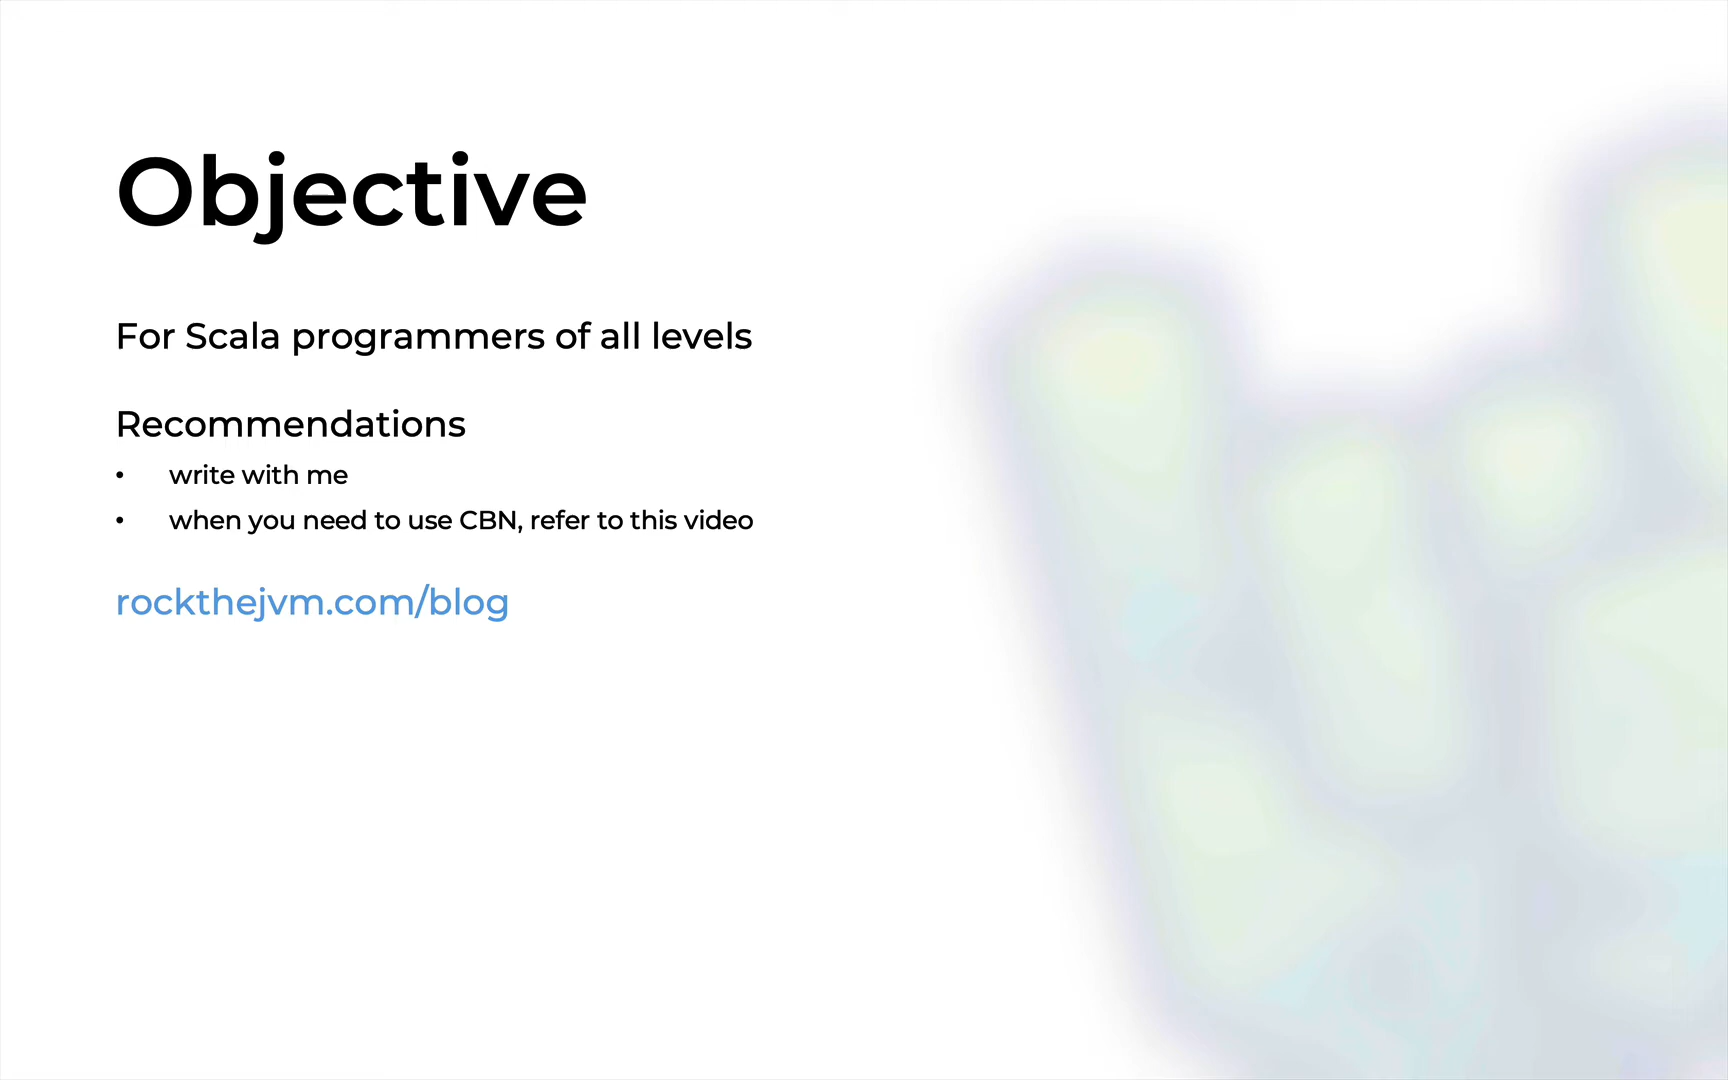 Objective
For Scala programmers of all levels
Recommendations
• write with me
• when you need to use CBN, refer to this video
rockthejvm.com/blog